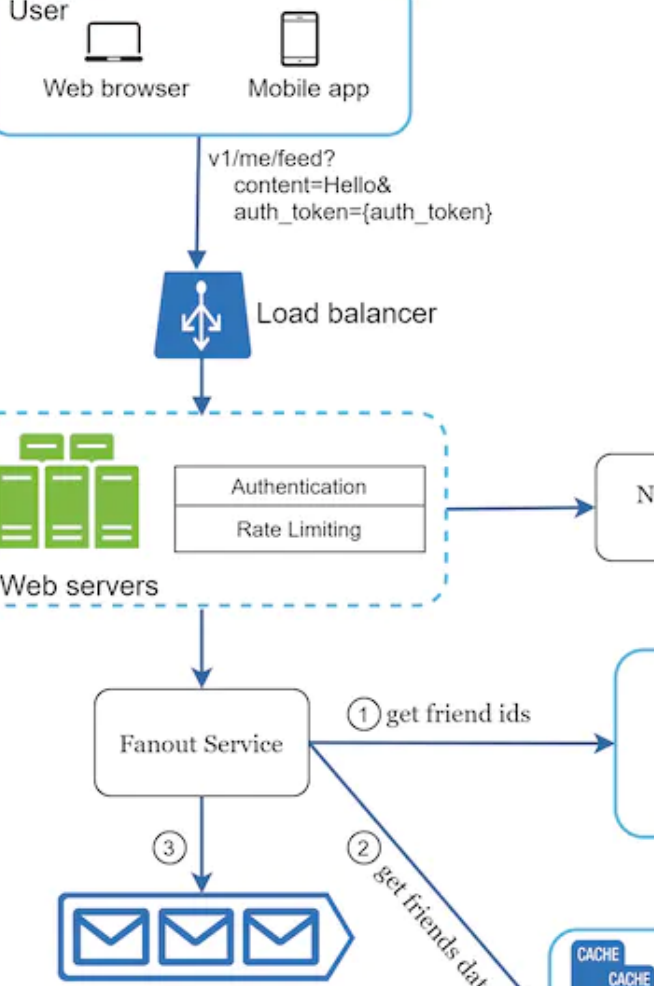 User
Web browser
Mobile app
v1/me/feed?
content=Hello&
auth_token={auth_token}
Load balancer
Authentication
Rate Limiting
Web servers
N
1 get friend ids
Fanout Service
3
2
get friends dat
CACHE
CACHE